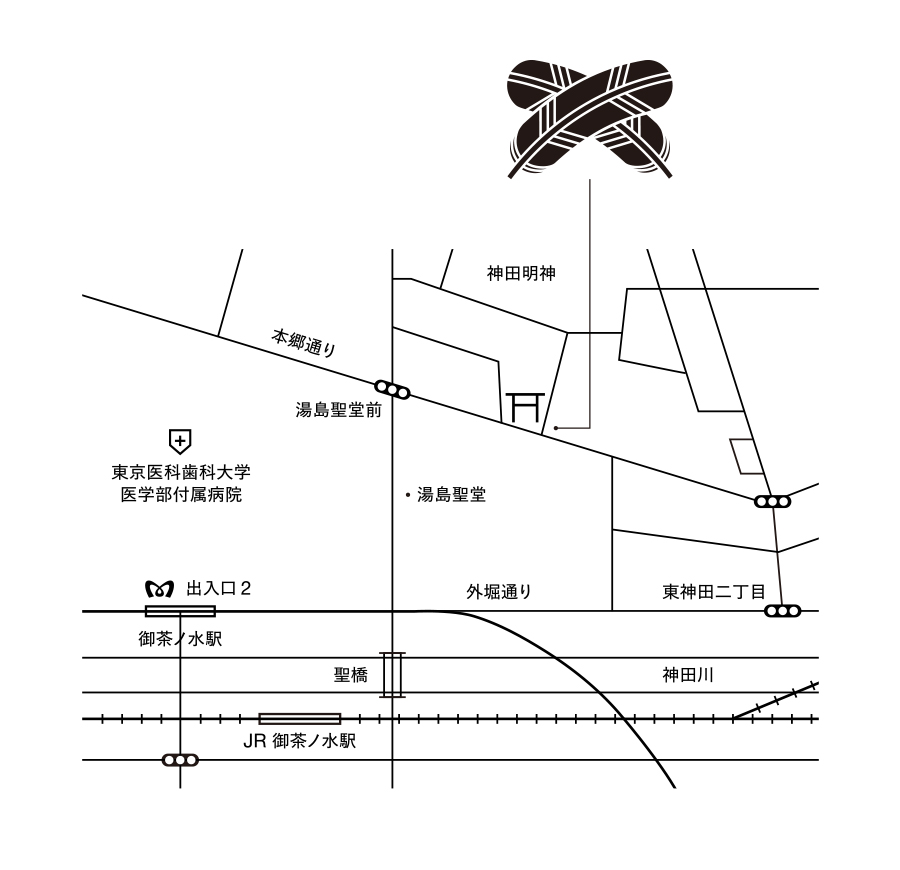 神田明神
本郷通り
湯島聖堂前
東京医科歯科大学
医学部付属病院
湯島聖堂
出入口2
外堀通り
東神田二丁目
御茶ノ水駅
聖橋
神田川
JR 御茶ノ水駅